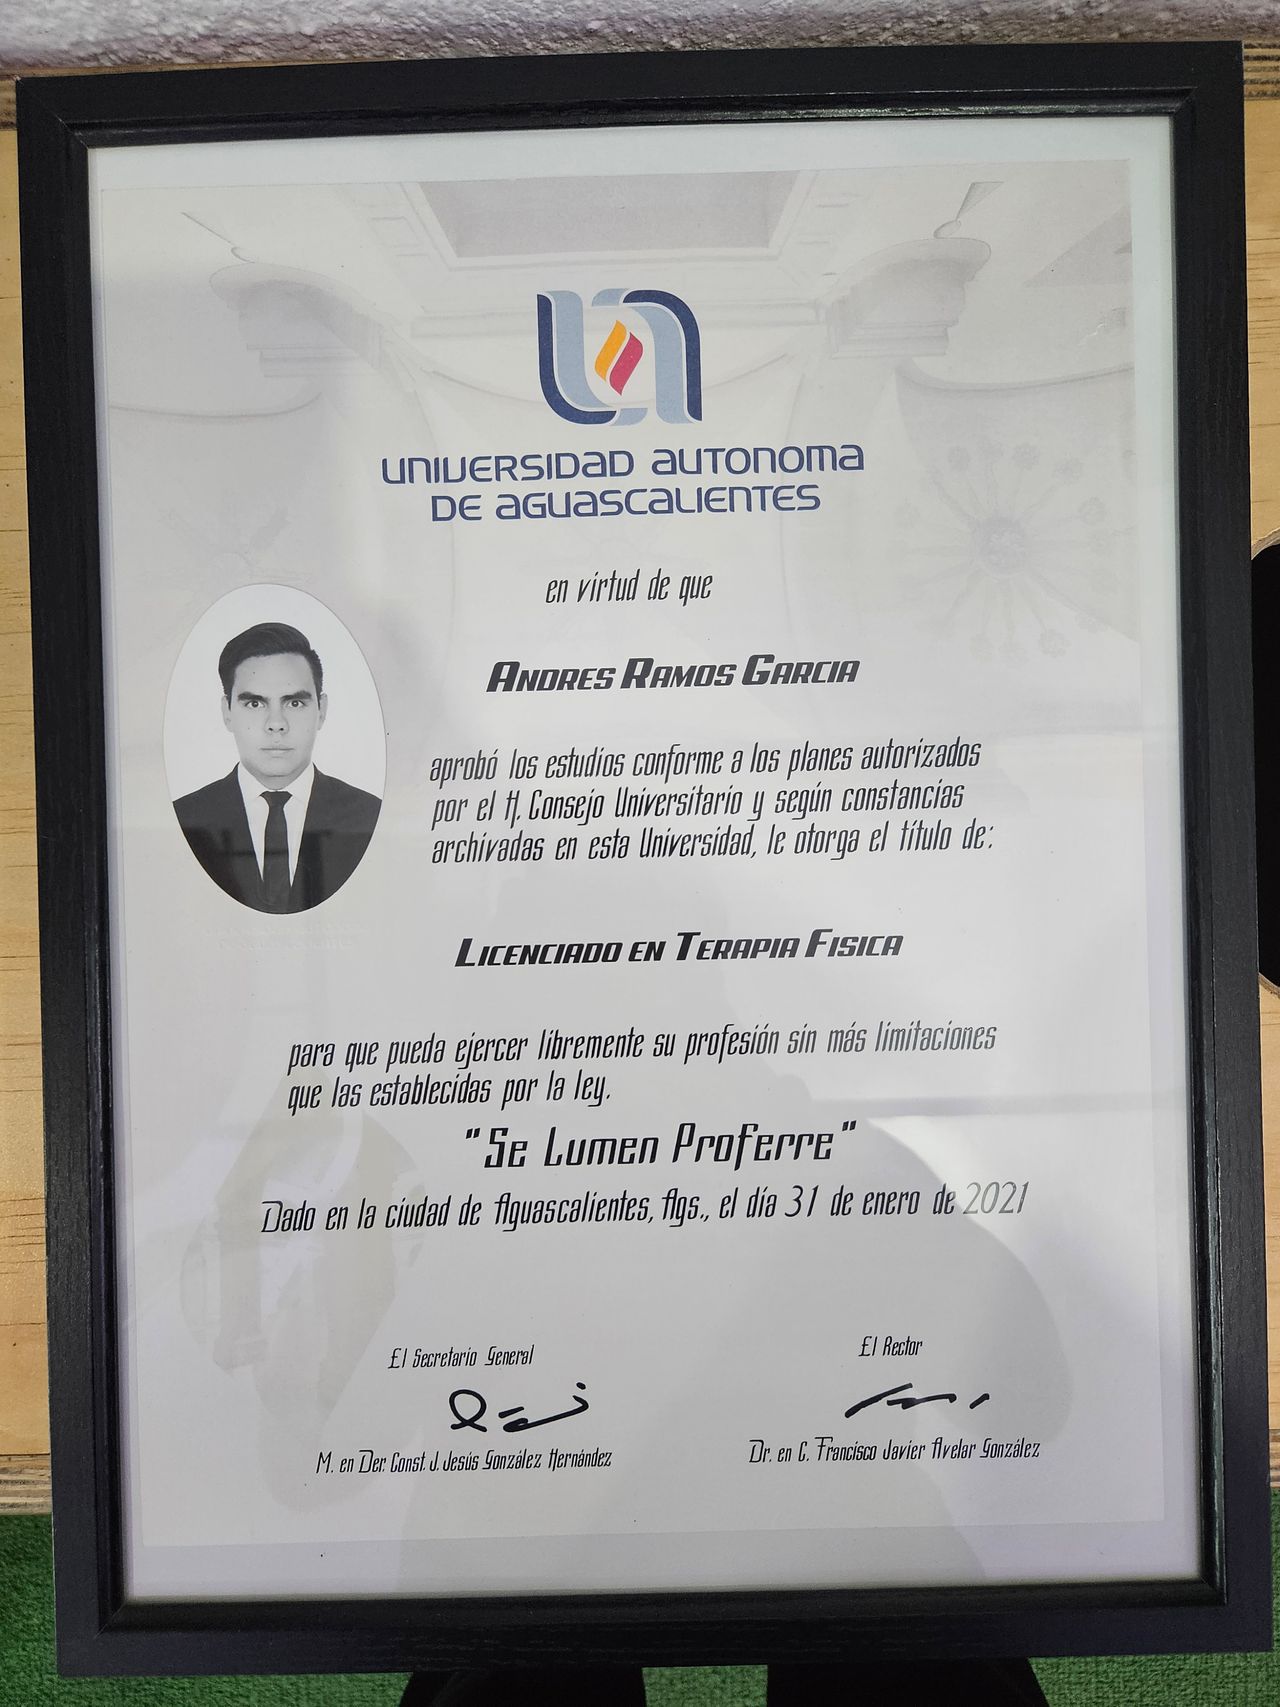 UNIVERSIDAD AUTONOMA
DE AGUASCALIENTES
en virtud de que
ANDRES RAMOS GARCIA
aprobó los estudios conforme a los planes autorizados
por el H. Consejo Universitario y según constancias
archivadas en esta Universidad, le otorga el título de:
LICENCIADO EN TERAPIA FISICA
para que pueda ejercer libremente su profesión sin más limitaciones
que las establecidas por la ley.
"Se Lumen Proferre"
Dado en la ciudad de Aguascalientes, Ags., el día 31 de enero de 2021
El Secretario General
El Rector
M. en Der. Const. J. Jesús González Hernández
Dr. en C. Francisco Javier Avelar González